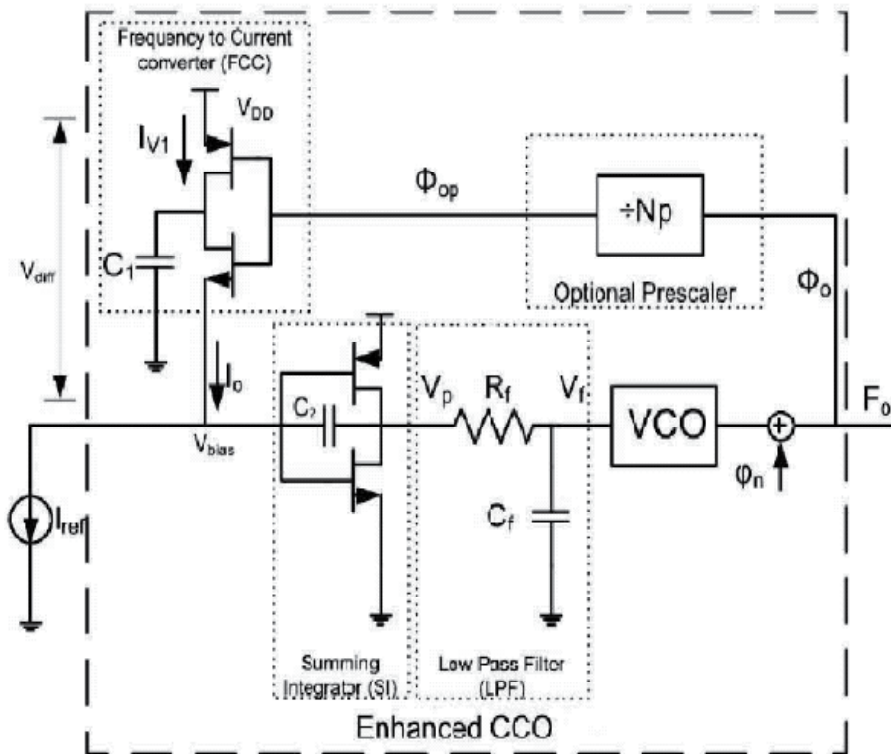 Frequency to Current
converter (FCC)
V_DD
I_V1
Φ_op
÷Np
C_1
V_diff
Optional Prescaler
Φ_o
I_o
V_p
R_f
V_f
F_o
C_2
VCO
V_bias
φ_n
I_ref
C_f
Summing
Integrator (SI)
Low Pass Filter
(LPF)
Enhanced CCO